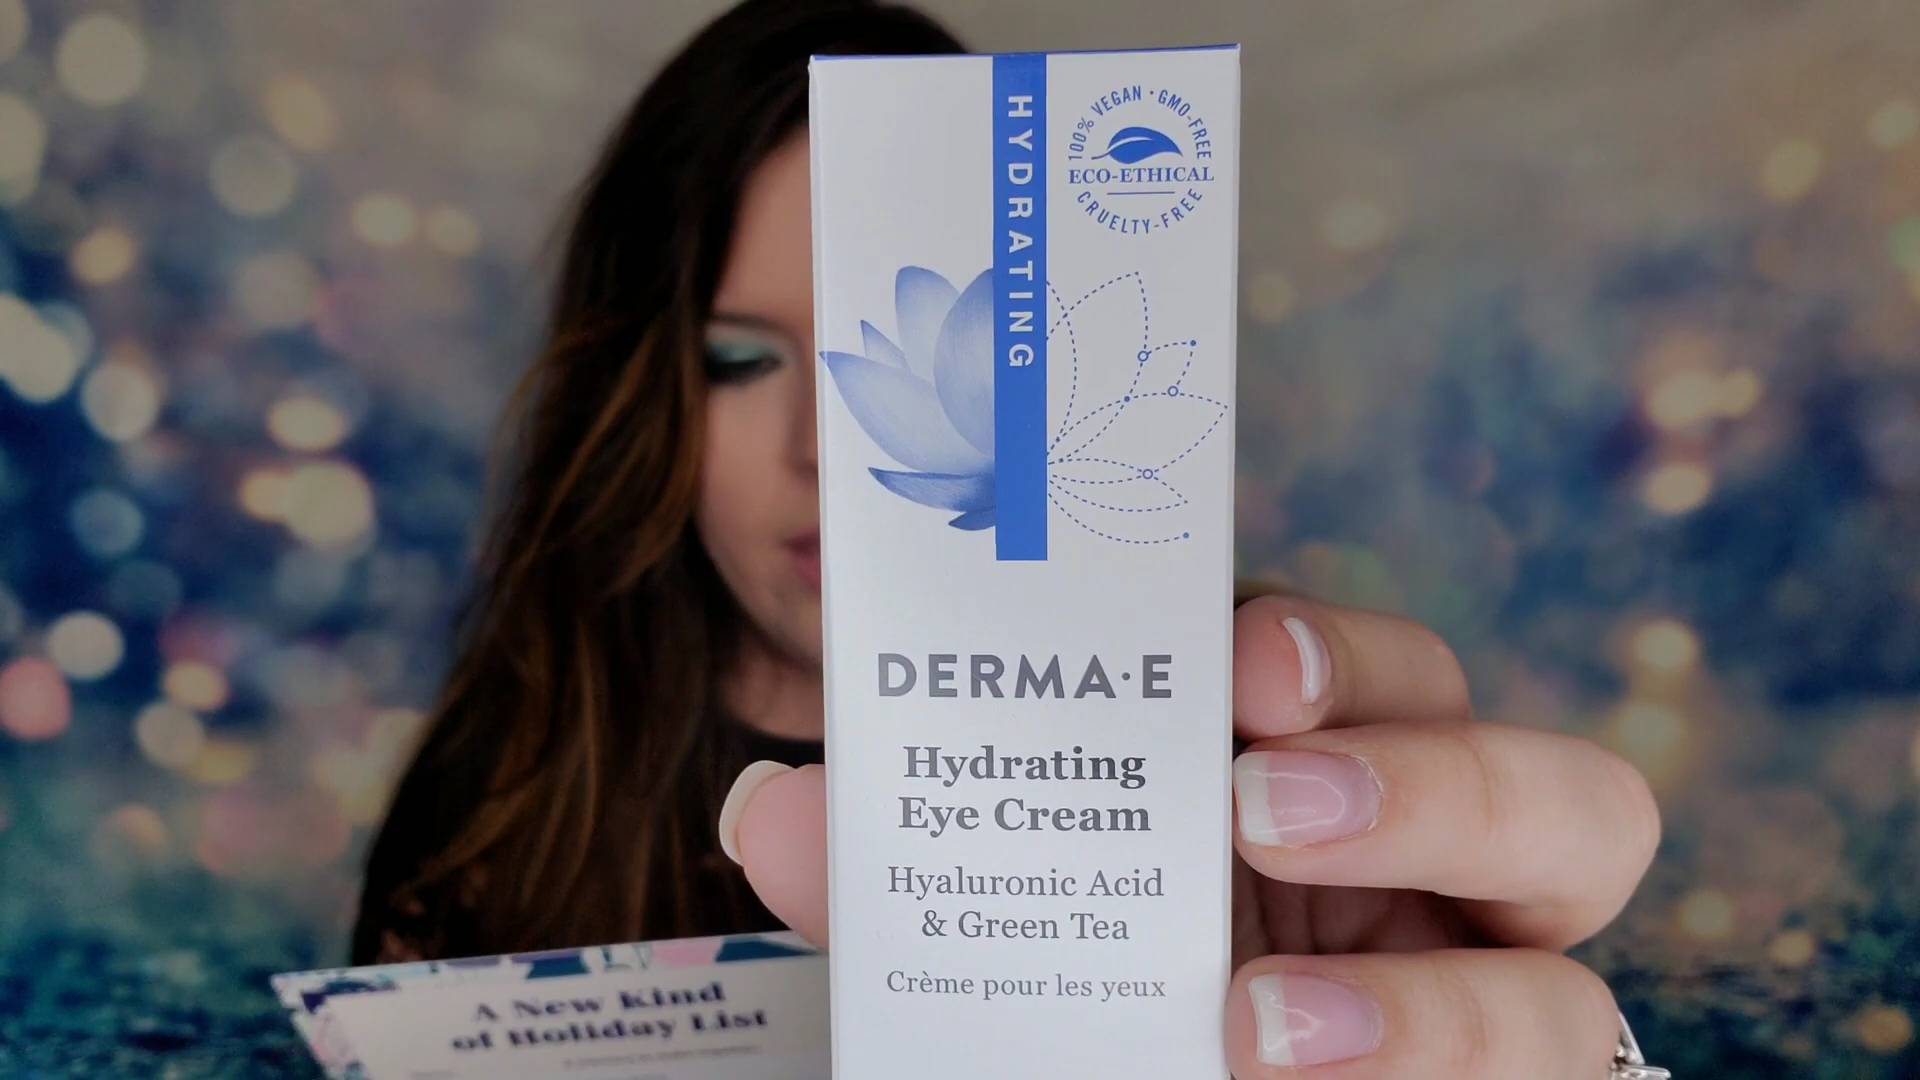 HYDRATING
100% VEGAN · GMO-FREE
ECO-ETHICAL
CRUELTY-FREE
DERMA·E
Hydrating
Eye Cream
Hyaluronic Acid
& Green Tea
Crème pour les yeux
A New Kind
of Holiday List